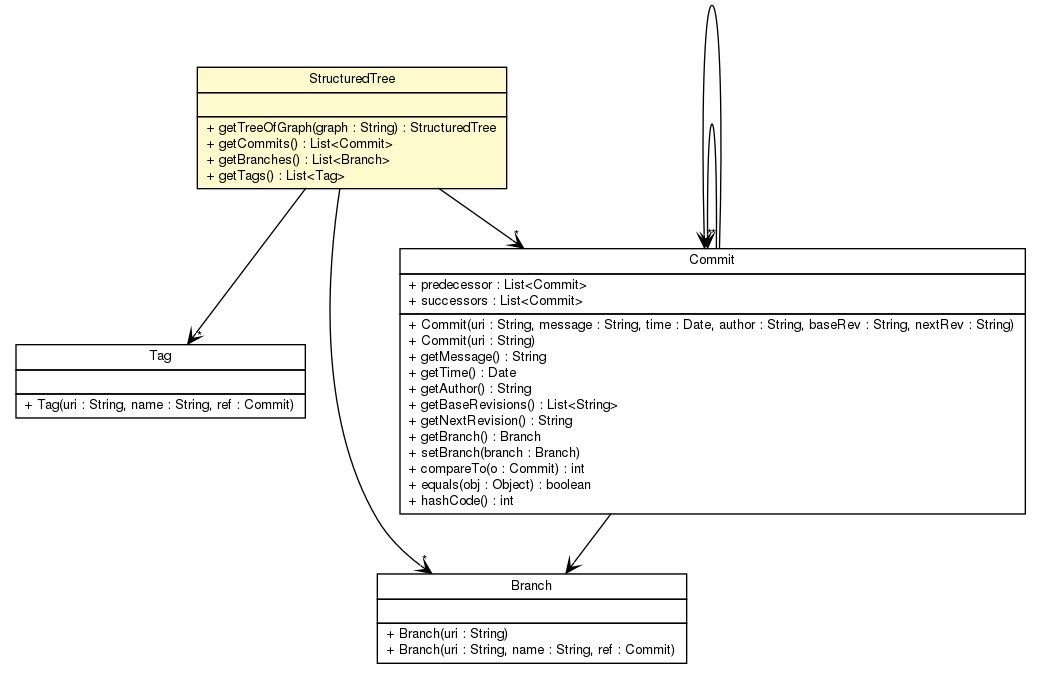 StructuredTree
+ getTreeOfGraph(graph : String) : StructuredTree
+ getCommits() : List<Commit>
+ getBranches() : List<Branch>
+ getTags() : List<Tag>
*
*
*
Commit
+ predecessor : List<Commit>
+ successors : List<Commit>
+ Commit(uri : String, message : String, time : Date, author : String, baseRev : String, nextRev : String)
+ Commit(uri : String)
+ getMessage() : String
+ getTime() : Date
+ getAuthor() : String
+ getBaseRevisions() : List<String>
+ getNextRevision() : String
+ getBranch() : Branch
+ setBranch(branch : Branch)
+ compareTo(o : Commit) : int
+ equals(obj : Object) : boolean
+ hashCode() : int
*
Tag
+ Tag(uri : String, name : String, ref : Commit)
*
Branch
+ Branch(uri : String)
+ Branch(uri : String, name : String, ref : Commit)